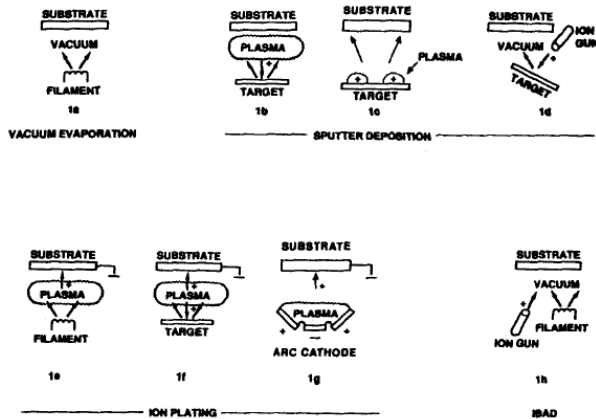 SUBSTRATE
VACUUM
FILAMENT
1a
VACUUM EVAPORATION
SUBSTRATE
PLASMA
+
TARGET
1b
SUBSTRATE
PLASMA
+ +
TARGET
1c
SUBSTRATE
VACUUM
ION
GUN
+
TARGET
1d
SPUTTER DEPOSITION
SUBSTRATE
+
PLASMA
FILAMENT
1e
SUBSTRATE
+
PLASMA
+
TARGET
1f
SUBSTRATE
+
PLASMA
+ − +
ARC CATHODE
1g
ION PLATING
SUBSTRATE
VACUUM
+
ION GUN
FILAMENT
1h
IBAD